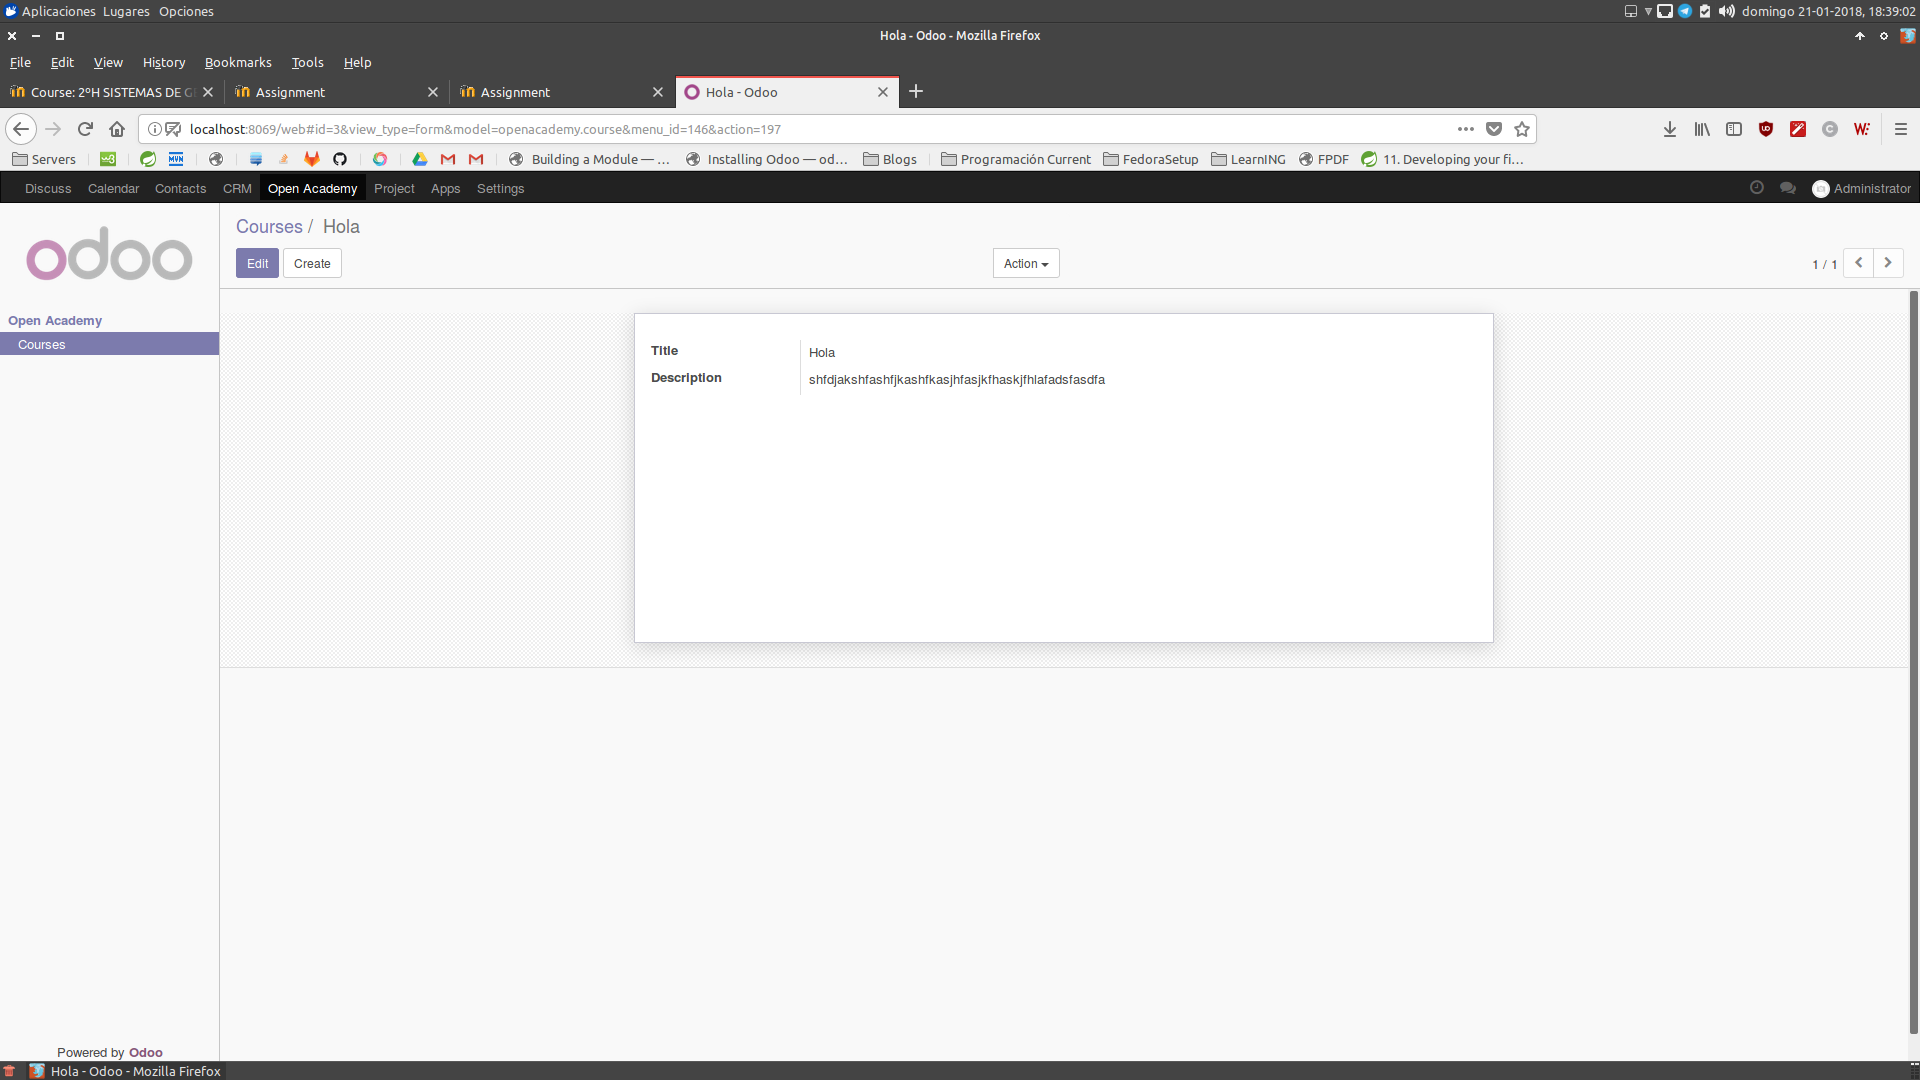 Aplicaciones Lugares Opciones domingo 21-01-2018, 18:39:02
Hola - Odoo - Mozilla Firefox
File Edit View History Bookmarks Tools Help
Course: 2ºH SISTEMAS DE G Assignment Assignment Hola - Odoo
localhost:8069/web#id=3&view_type=form&model=openacademy.course&menu_id=146&action=197
Servers Building a Module — ... Installing Odoo — od... Blogs Programación Current FedoraSetup LearnING FPDF 11. Developing your fi...
Discuss Calendar Contacts CRM Open Academy Project Apps Settings Administrator
odoo
Courses / Hola
Edit Create Action 1 / 1
Open Academy
Courses
Title Hola
Description shfdjakshfashfjkashfkasjhfasjkfhaskjfhlafadsfasdfa
Powered by Odoo
Hola - Odoo - Mozilla Firefox